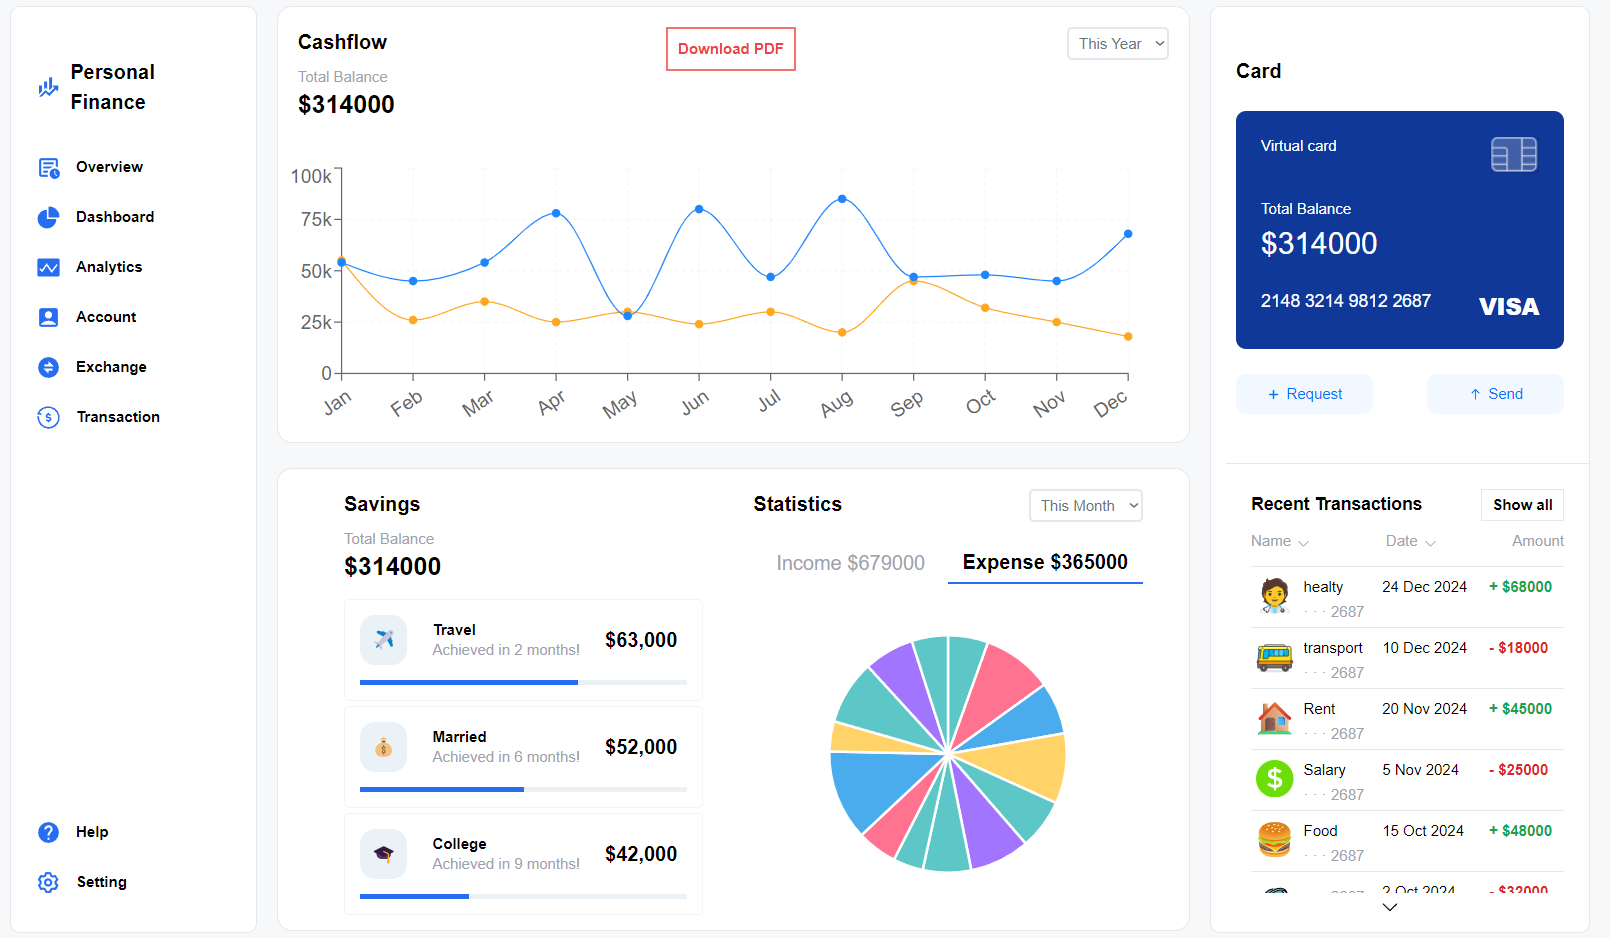 Personal
Finance
Overview
Dashboard
Analytics
Account
Exchange
Transaction
Help
Setting
Cashflow
Download PDF
This Year
Total Balance
$314000
100k
75k
50k
25k
0
Jan
Feb
Mar
Apr
May
Jun
Jul
Aug
Sep
Oct
Nov
Dec
Savings
Total Balance
$314000
Travel
Achieved in 2 months!
$63,000
Married
Achieved in 6 months!
$52,000
College
Achieved in 9 months!
$42,000
Statistics
This Month
Income $679000
Expense $365000
Card
Virtual card
Total Balance
$314000
2148 3214 9812 2687
VISA
+ Request
↑ Send
Recent Transactions
Show all
Name
Date
Amount
healty
24 Dec 2024
+ $68000
· · · 2687
transport
10 Dec 2024
- $18000
· · · 2687
Rent
20 Nov 2024
+ $45000
· · · 2687
Salary
5 Nov 2024
- $25000
· · · 2687
Food
15 Oct 2024
+ $48000
· · · 2687
2 Oct 2024
- $32000